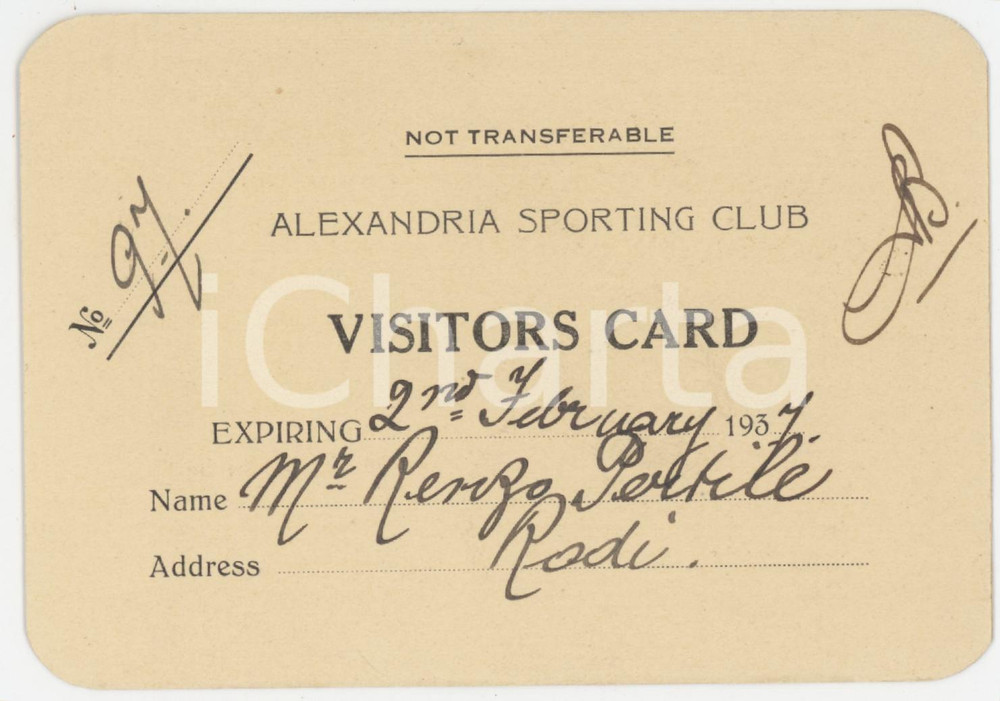 NOT TRANSFERABLE
ALEXANDRIA SPORTING CLUB
No 97.
VISITORS CARD
iCharta
EXPIRING 2nd February 1937.
Name Mr Renzo Pertile
Address Rodi.